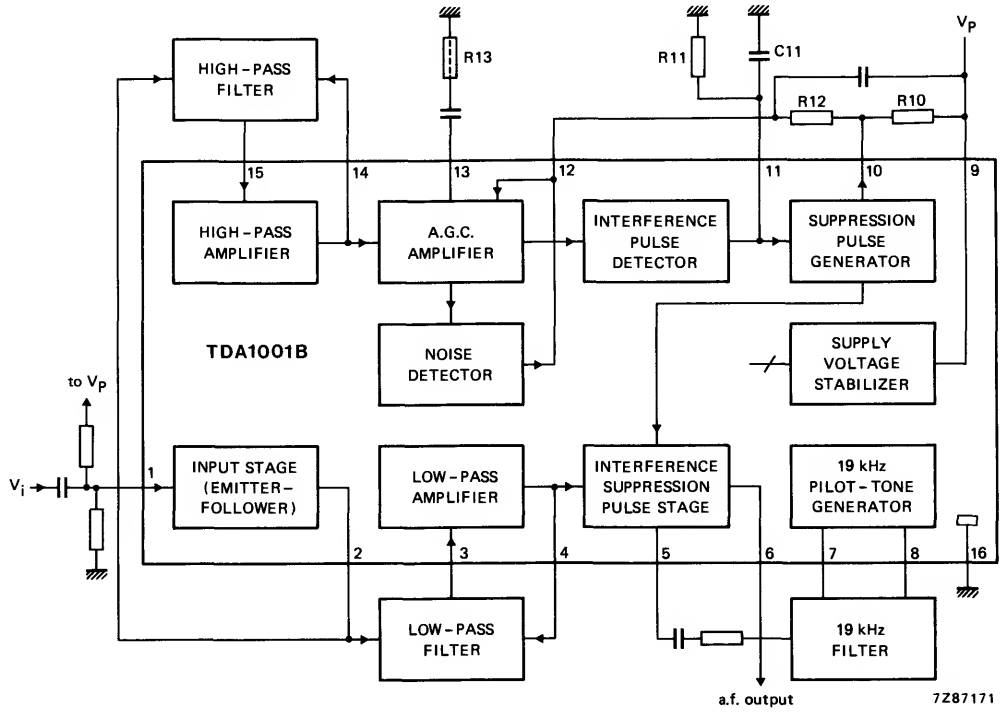 V_P
R13
R11
C11
HIGH-PASS
FILTER
R12
R10
15
14
13
12
11
10
9
HIGH-PASS
AMPLIFIER
A.G.C.
AMPLIFIER
INTERFERENCE
PULSE
DETECTOR
SUPPRESSION
PULSE
GENERATOR
TDA1001B
NOISE
DETECTOR
SUPPLY
VOLTAGE
STABILIZER
to V_P
V_i
1
INPUT STAGE
(EMITTER-
FOLLOWER)
LOW-PASS
AMPLIFIER
INTERFERENCE
SUPPRESSION
PULSE STAGE
19 kHz
PILOT-TONE
GENERATOR
2
3
4
5
6
7
8
16
LOW-PASS
FILTER
19 kHz
FILTER
a.f. output
7Z87171